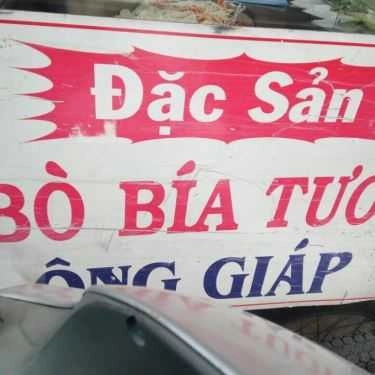 Đặc Sản
BÒ BÍA TƯƠ
ÔNG GIÁP